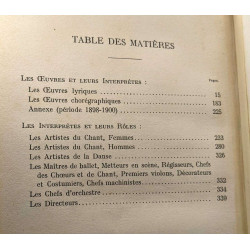 TABLE DES MATIÈRES
Pages
Les Œuvres et leurs Interprètes :
Les Œuvres lyriques 15
Les Œuvres chorégraphiques 183
Annexe (période 1898-1900) 225
Les Interprètes et leurs Rôles :
Les Artistes du Chant, Femmes 233
Les Artistes du Chant, Hommes 280
Les Artistes de la Danse 326
Les Maîtres de ballet, Metteurs en scène, Régisseurs, Chefs
des Chœurs et de Chant, Premiers violons, Décorateurs
et Costumiers, Chefs machinistes 332
Les Chefs d'orchestre 334
Les Directeurs 339